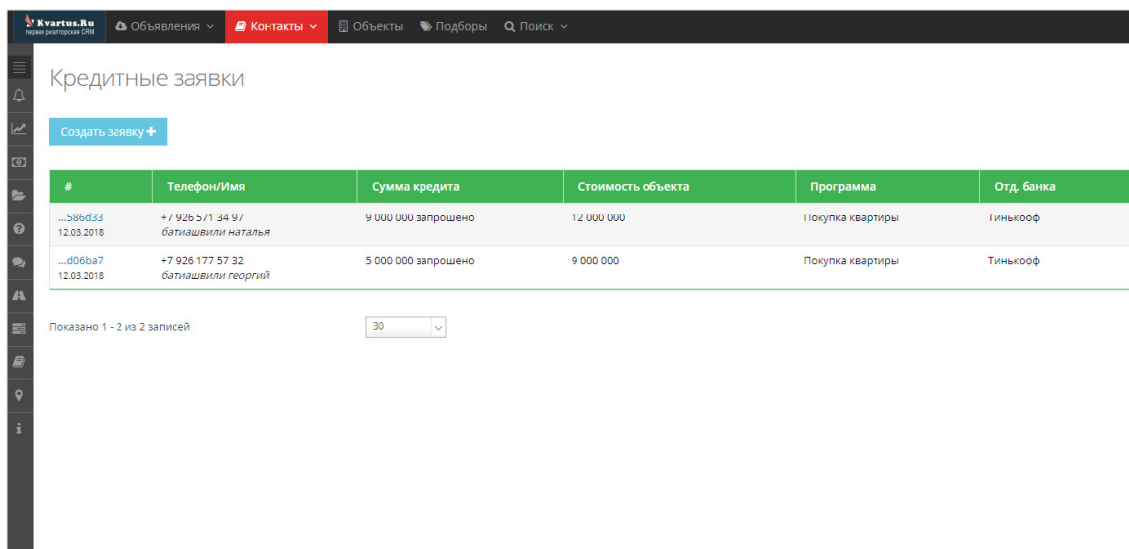 Kvartus.Ru
первая риэлторская CRM
Объявления
Контакты
Объекты
Подборы
Поиск
Кредитные заявки
Создать заявку
# Телефон/Имя Сумма кредита Стоимость объекта Программа Отд. банка
...586d33 +7 926 571 34 97 9 000 000 запрошено 12 000 000 Покупка квартиры Тинькофф
12.03.2018 батиашвили наталья
...d06ba7 +7 926 177 57 32 5 000 000 запрошено 9 000 000 Покупка квартиры Тинькофф
12.03.2018 батиашвили георгий
Показано 1 - 2 из 2 записей 30